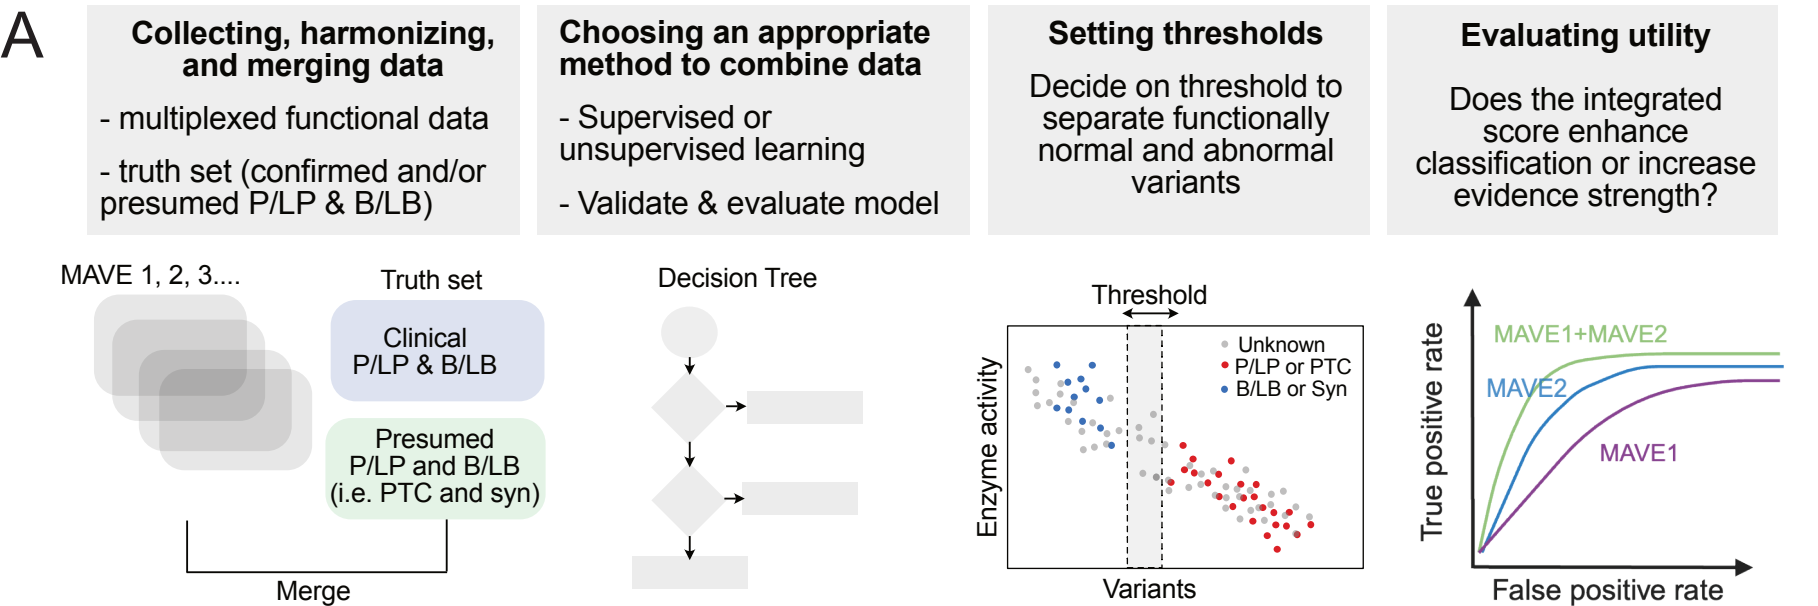 A
Collecting, harmonizing,
and merging data
- multiplexed functional data
- truth set (confirmed and/or
presumed P/LP & B/LB)
Choosing an appropriate
method to combine data
- Supervised or
unsupervised learning
- Validate & evaluate model
Setting thresholds
Decide on threshold to
separate functionally
normal and abnormal
variants
Evaluating utility
Does the integrated
score enhance
classification or increase
evidence strength?
MAVE 1, 2, 3....
Truth set
Clinical
P/LP & B/LB
Presumed
P/LP and B/LB
(i.e. PTC and syn)
Merge
Decision Tree
Threshold
Unknown
P/LP or PTC
B/LB or Syn
Enzyme activity
Variants
MAVE1+MAVE2
MAVE2
MAVE1
True positive rate
False positive rate